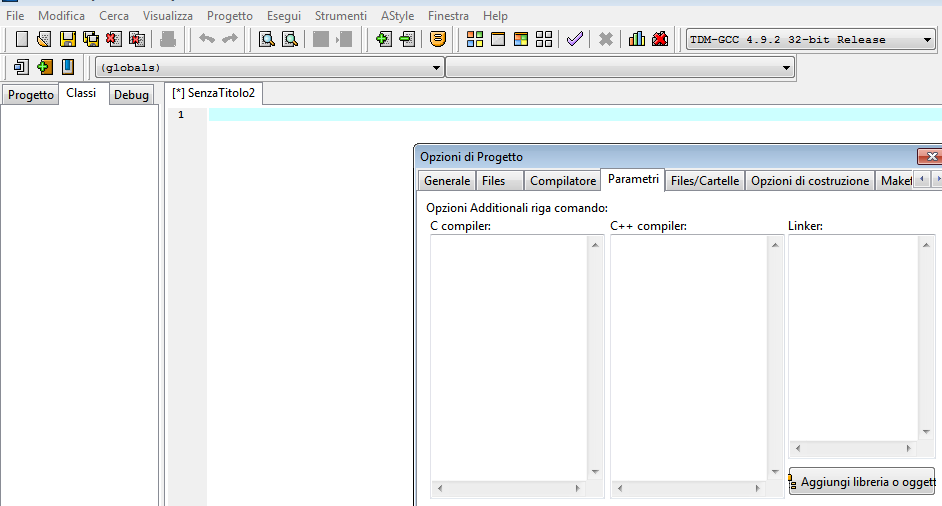 File Modifica Cerca Visualizza Progetto Esegui Strumenti AStyle Finestra Help
TDM-GCC 4.9.2 32-bit Release
(globals)
Progetto Classi Debug
[*] SenzaTitolo2
1
Opzioni di Progetto
Generale Files Compilatore Parametri Files/Cartelle Opzioni di costruzione Makef
Opzioni Additionali riga comando:
C compiler: C++ compiler: Linker:
Aggiungi libreria o oggett